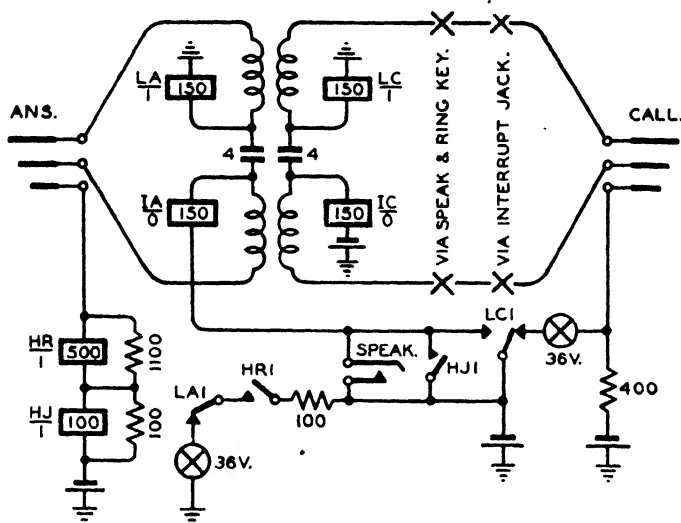 LA
1
150
LC
1
150
ANS.
CALL.
4
4
VIA SPEAK & RING KEY.
VIA INTERRUPT JACK.
IA
0
150
IC
0
150
LC1
HR
1
500
1100
SPEAK.
HJ1
36V.
HR1
LA1
400
HJ
1
100
100
100
36V.